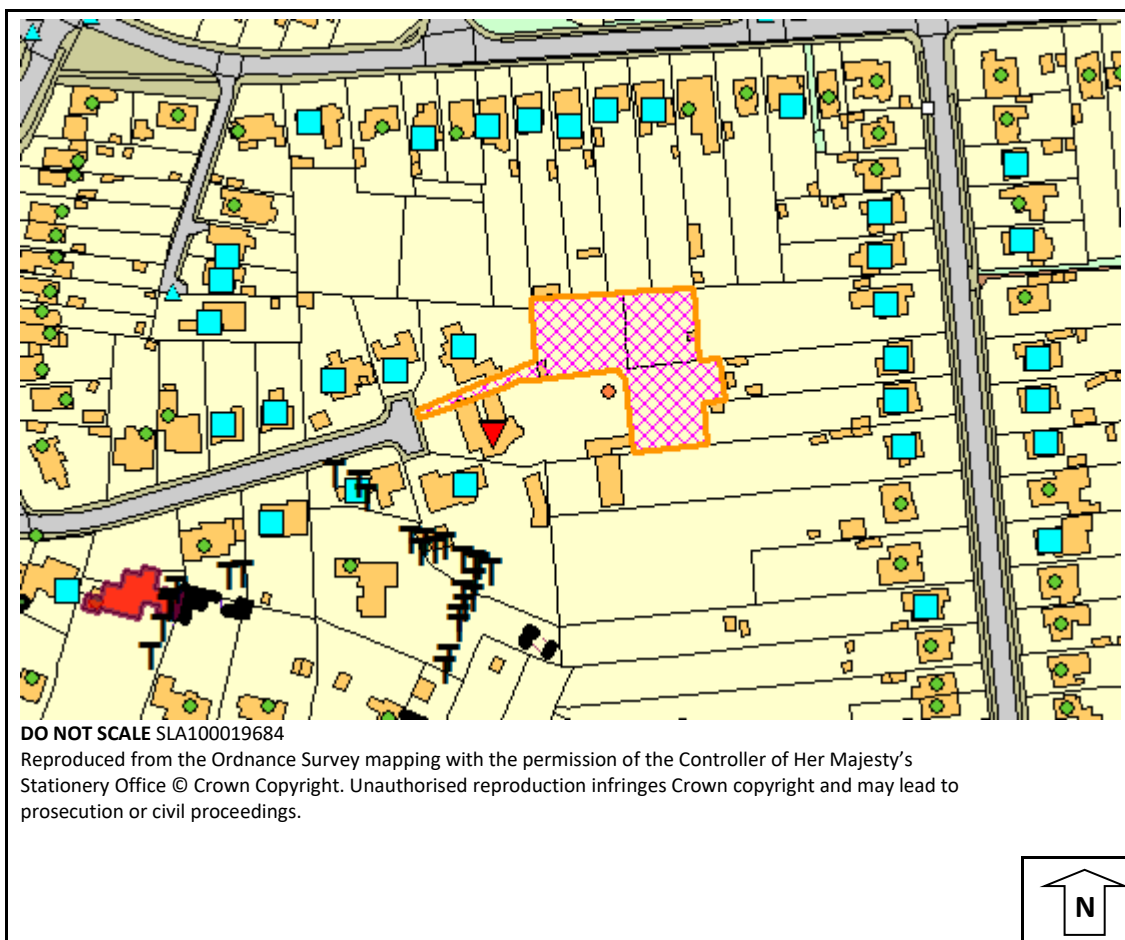 DO NOT SCALE SLA100019684
Reproduced from the Ordnance Survey mapping with the permission of the Controller of Her Majesty's
Stationery Office © Crown Copyright. Unauthorised reproduction infringes Crown copyright and may lead to
prosecution or civil proceedings.
N